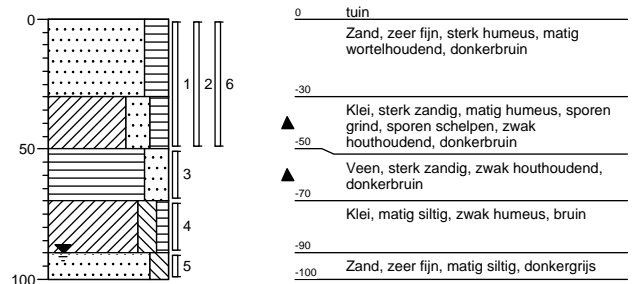 0
50
100
1
2
6
3
4
5
0
tuin
Zand, zeer fijn, sterk humeus, matig
wortelhoudend, donkerbruin
-30
Klei, sterk zandig, matig humeus, sporen
grind, sporen schelpen, zwak
houthoudend, donkerbruin
-50
Veen, sterk zandig, zwak houthoudend,
donkerbruin
-70
Klei, matig siltig, zwak humeus, bruin
-90
Zand, zeer fijn, matig siltig, donkergrijs
-100